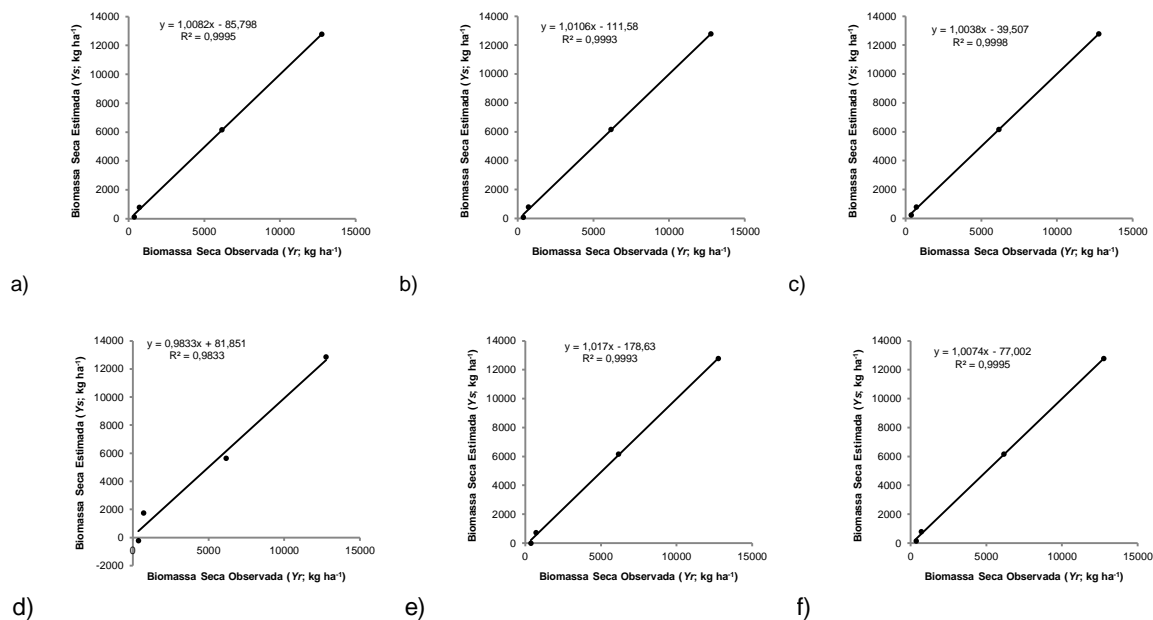 y = 1,0082x - 85,798
R² = 0,9995
14000
12000
10000
8000
6000
4000
2000
0
0
5000
10000
15000
Biomassa Seca Estimada (Ys; kg ha⁻¹)
Biomassa Seca Observada (Yr; kg ha⁻¹)
a)
y = 1,0106x - 111,58
R² = 0,9993
14000
12000
10000
8000
6000
4000
2000
0
0
5000
10000
15000
Biomassa Seca Estimada (Ys; kg ha⁻¹)
Biomassa Seca Observada (Yr; kg ha⁻¹)
b)
y = 1,0038x - 39,507
R² = 0,9998
14000
12000
10000
8000
6000
4000
2000
0
0
5000
10000
15000
Biomassa Seca Estimada (Ys; kg ha⁻¹)
Biomassa Seca Observada (Yr; kg ha⁻¹)
c)
y = 0,9833x + 81,851
R² = 0,9833
14000
12000
10000
8000
6000
4000
2000
0
-2000
0
5000
10000
15000
Biomassa Seca Estimada (Ys; kg ha⁻¹)
Biomassa Seca Observada (Yr; kg ha⁻¹)
d)
y = 1,017x - 178,63
R² = 0,9993
14000
12000
10000
8000
6000
4000
2000
0
0
5000
10000
15000
Biomassa Seca Estimada (Ys; kg ha⁻¹)
Biomassa Seca Observada (Yr; kg ha⁻¹)
e)
y = 1,0074x - 77,002
R² = 0,9995
14000
12000
10000
8000
6000
4000
2000
0
0
5000
10000
15000
Biomassa Seca Estimada (Ys; kg ha⁻¹)
Biomassa Seca Observada (Yr; kg ha⁻¹)
f)